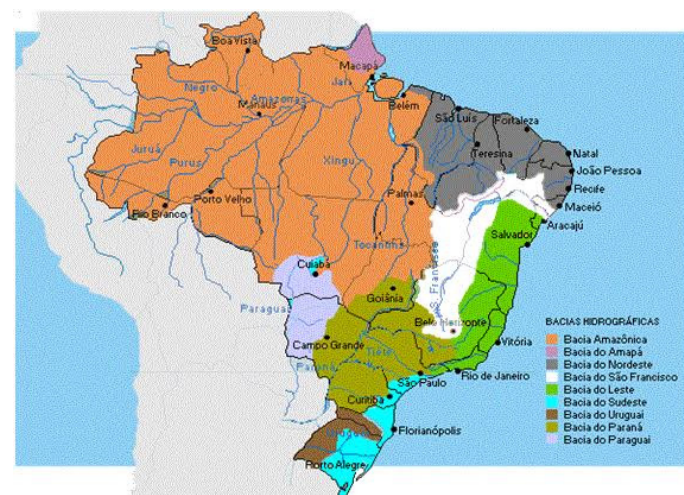 Boa Vista
Macapá
Negro
Jari
Amazonas
Belém
Manaus
São Luís
Fortaleza
Teresina
Juruá
Purus
Xingu
Natal
João Pessoa
Palmas
Recife
Porto Velho
Maceió
Rio Branco
Aracajú
Salvador
Tocantins
S. Francisco
Cuiabá
Goiânia
Paraguai
Belo Horizonte
BACIAS HIDROGRÁFICAS
Bacia Amazônica
Bacia do Amapá
Bacia do Nordeste
Bacia do São Francisco
Bacia do Leste
Bacia do Sudeste
Bacia do Uruguai
Bacia do Paraná
Bacia do Paraguai
Vitória
Campo Grande
Tietê
Paraná
São Paulo
Rio de Janeiro
Curitiba
Florianópolis
Uruguai
Porto Alegre